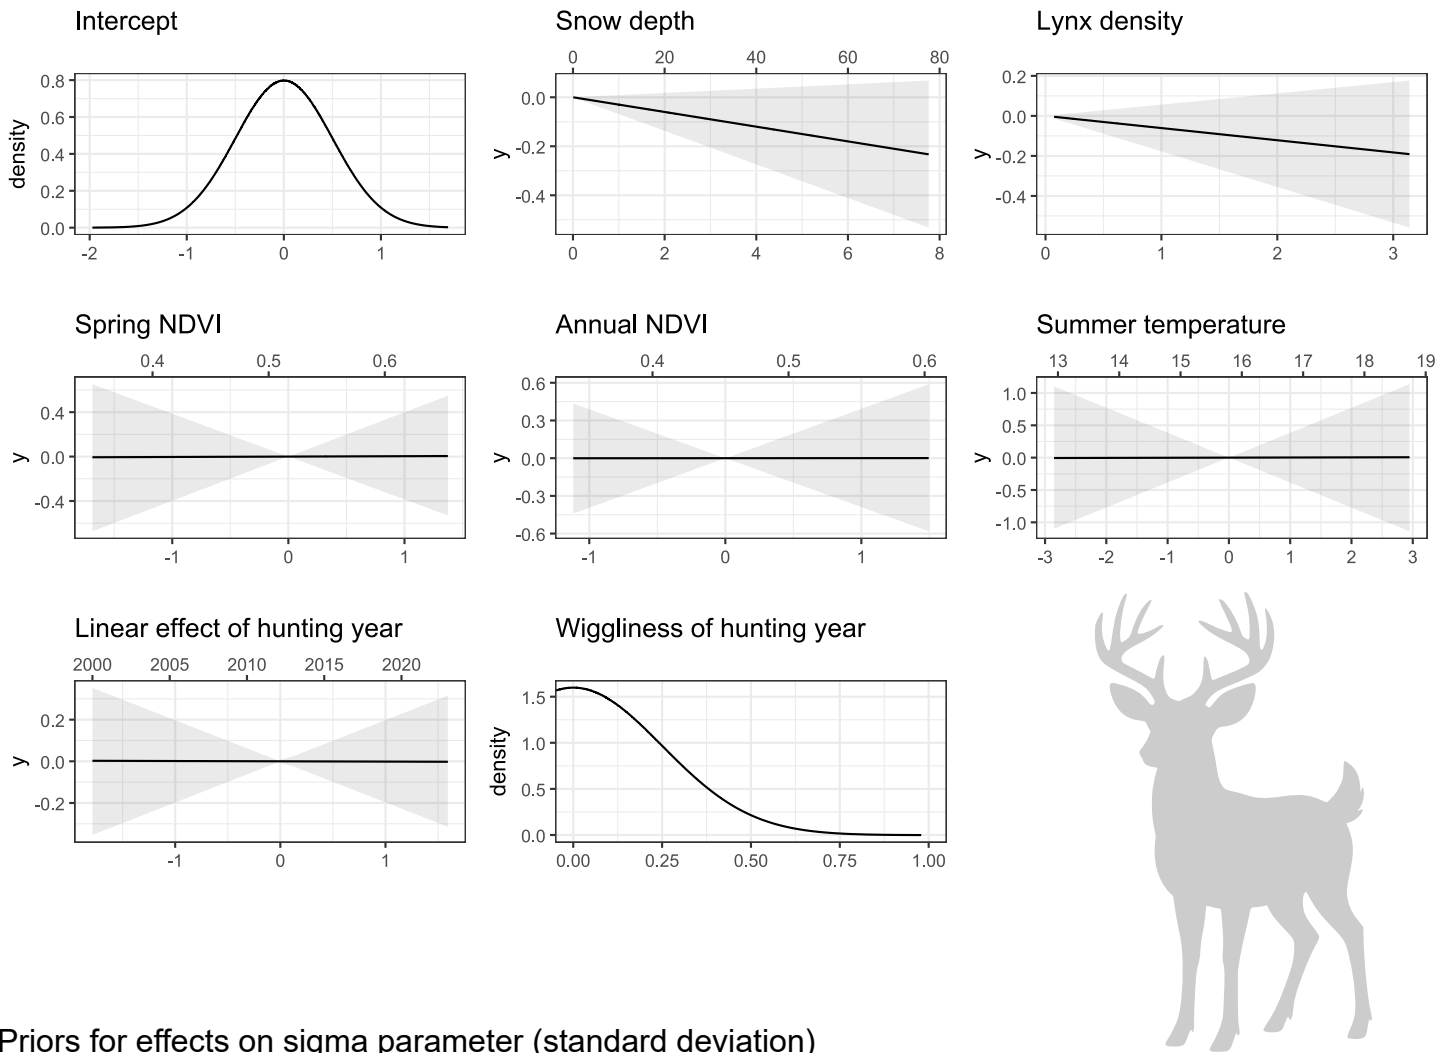 Intercept
Snow depth
Lynx density
0 20 40 60 80
0.8
0.6
0.4
0.2
0.0
density
-2 -1 0 1
0.0
-0.2
-0.4
y
0 2 4 6 8
0.2
0.0
-0.2
-0.4
y
0 1 2 3
Spring NDVI
Annual NDVI
Summer temperature
0.4 0.5 0.6
0.4 0.5 0.6
13 14 15 16 17 18 19
0.4
0.0
-0.4
y
-1 0 1
0.6
0.3
0.0
-0.3
-0.6
y
-1 0 1
1.0
0.5
0.0
-0.5
-1.0
y
-3 -2 -1 0 1 2 3
Linear effect of hunting year
Wiggliness of hunting year
2000 2005 2010 2015 2020
0.2
0.0
-0.2
y
-1 0 1
1.5
1.0
0.5
0.0
density
0.00 0.25 0.50 0.75 1.00
Priors for effects on sigma parameter (standard deviation)